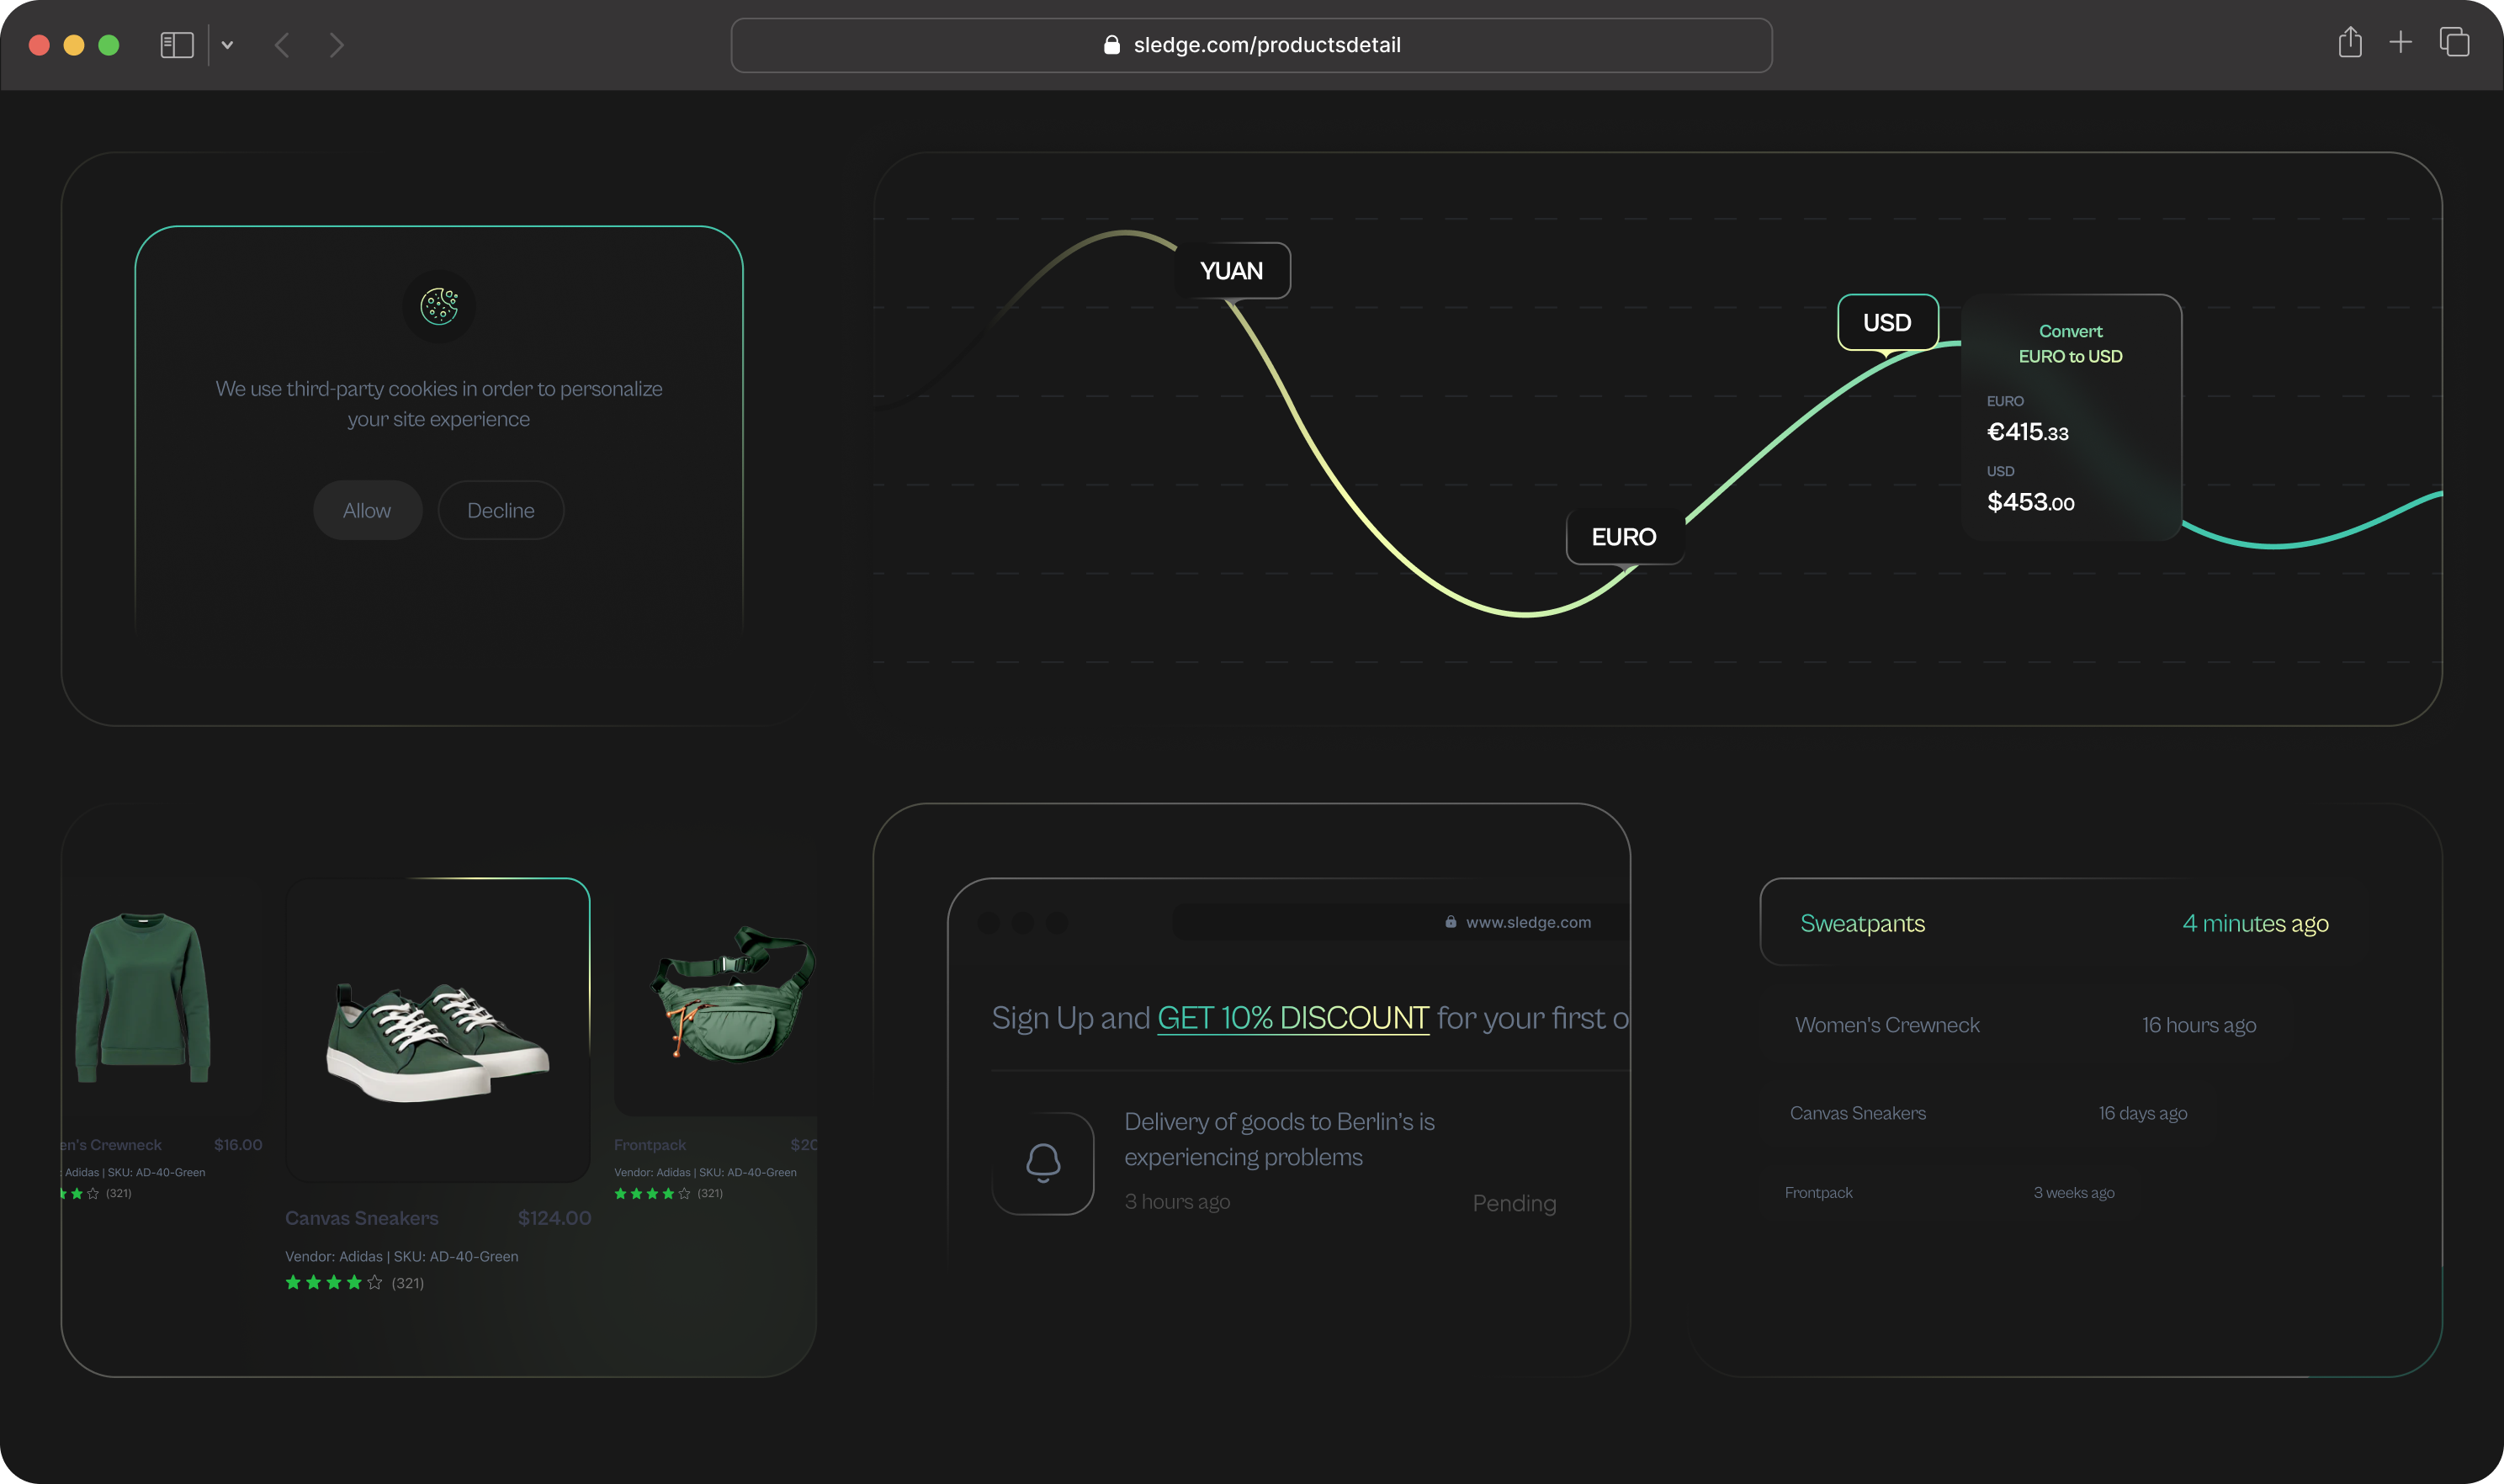 sledge.com/productsdetail
We use third-party cookies in order to personalize
your site experience
Allow
Decline
YUAN
EURO
USD
Convert
EURO to USD
EURO
€415.33
USD
$453.00
en's Crewneck $16.00
: Adidas | SKU: AD-40-Green
(321)
Canvas Sneakers $124.00
Vendor: Adidas | SKU: AD-40-Green
(321)
Frontpack $20
Vendor: Adidas | SKU: AD-40-Green
(321)
www.sledge.com
Sign Up and GET 10% DISCOUNT for your first o
Delivery of goods to Berlin's is
experiencing problems
3 hours ago Pending
Sweatpants 4 minutes ago
Women's Crewneck 16 hours ago
Canvas Sneakers 16 days ago
Frontpack 3 weeks ago